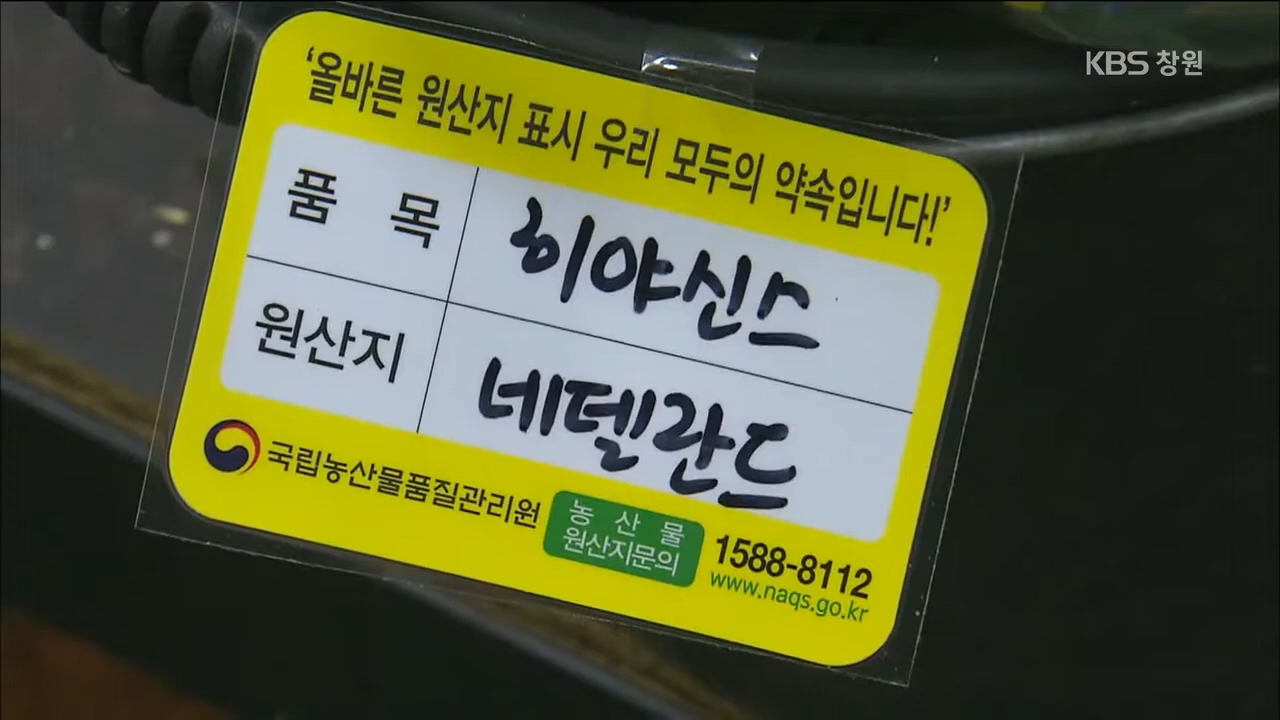 KBS 창원
'올바른 원산지 표시 우리 모두의 약속입니다!'
품 목 히야신스
원산지 네델란드
국립농산물품질관리원
농 산 물
원산지문의
1588-8112
www.naqs.go.kr